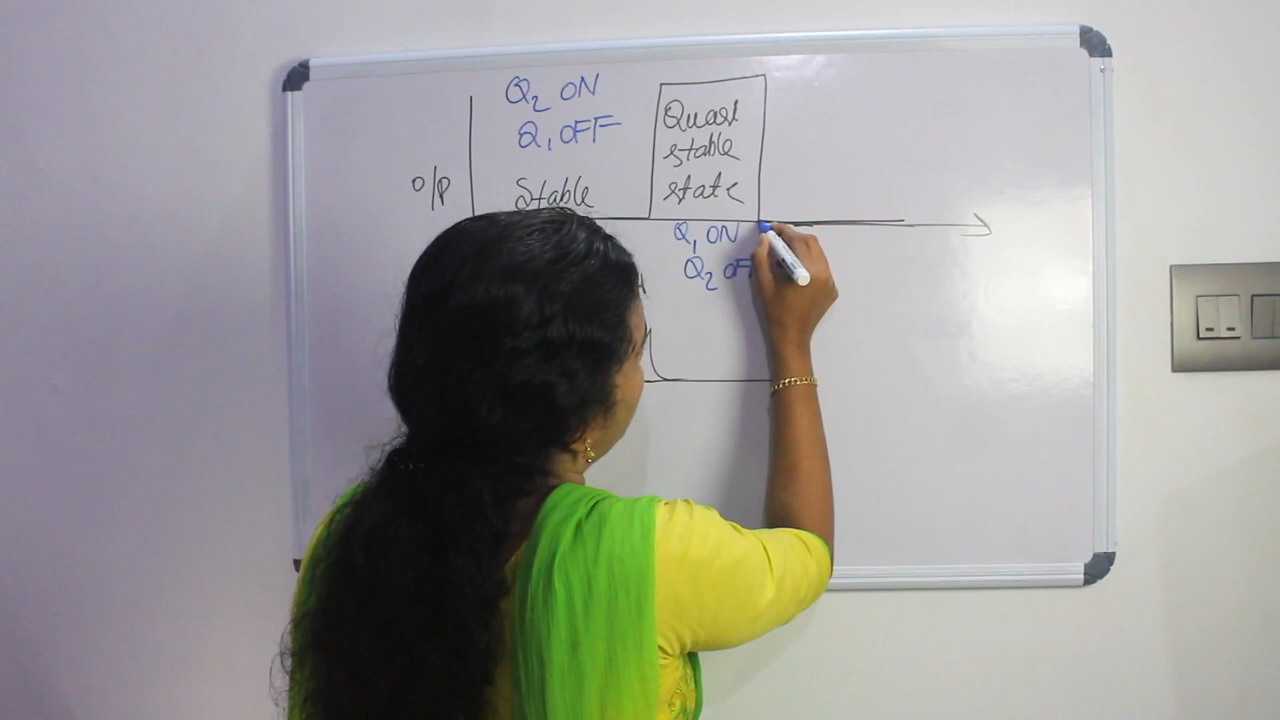 Q2 ON
Q1 OFF
Stable
O/P
Quasi
stable
state
Q1 ON
Q2 OFF